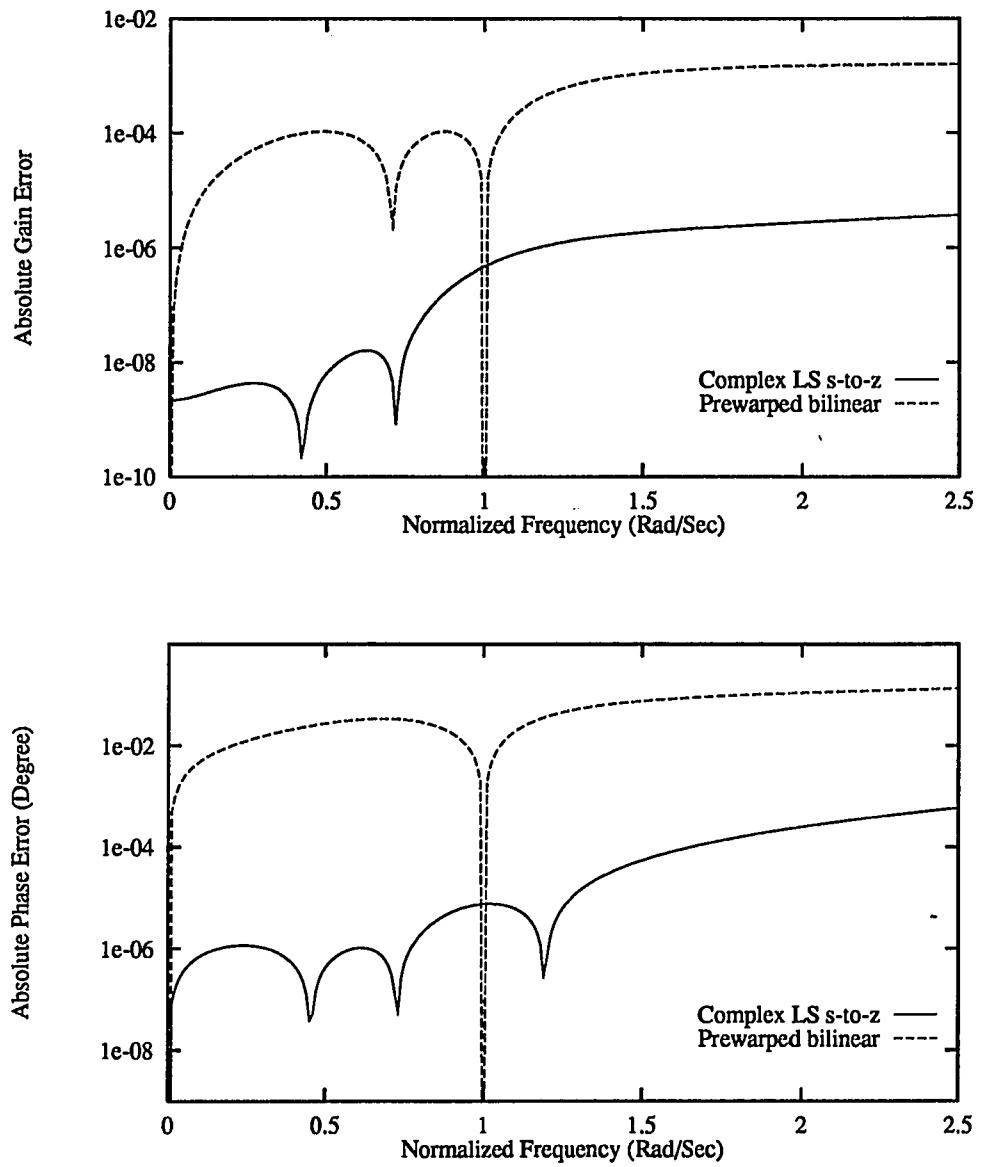 1e-02
1e-04
1e-06
1e-08
1e-10
Absolute Gain Error
Complex LS s-to-z
Prewarped bilinear
0 0.5 1 1.5 2 2.5
Normalized Frequency (Rad/Sec)
1e-02
1e-04
1e-06
1e-08
Absolute Phase Error (Degree)
Complex LS s-to-z
Prewarped bilinear
0 0.5 1 1.5 2 2.5
Normalized Frequency (Rad/Sec)